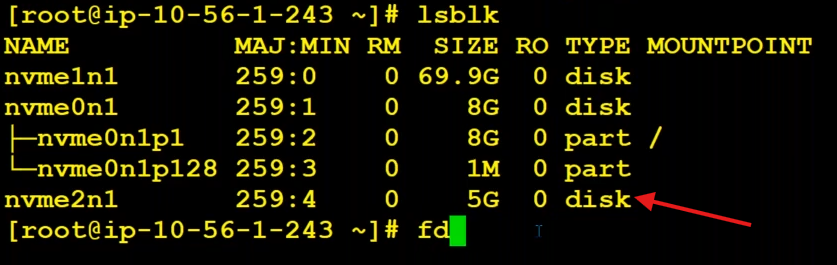 [root@ip-10-56-1-243 ~]# lsblk
NAME          MAJ:MIN RM  SIZE RO TYPE MOUNTPOINT
nvme1n1       259:0    0 69.9G  0 disk
nvme0n1       259:1    0    8G  0 disk
├─nvme0n1p1   259:2    0    8G  0 part /
└─nvme0n1p128 259:3    0    1M  0 part
nvme2n1       259:4    0    5G  0 disk
[root@ip-10-56-1-243 ~]# fd